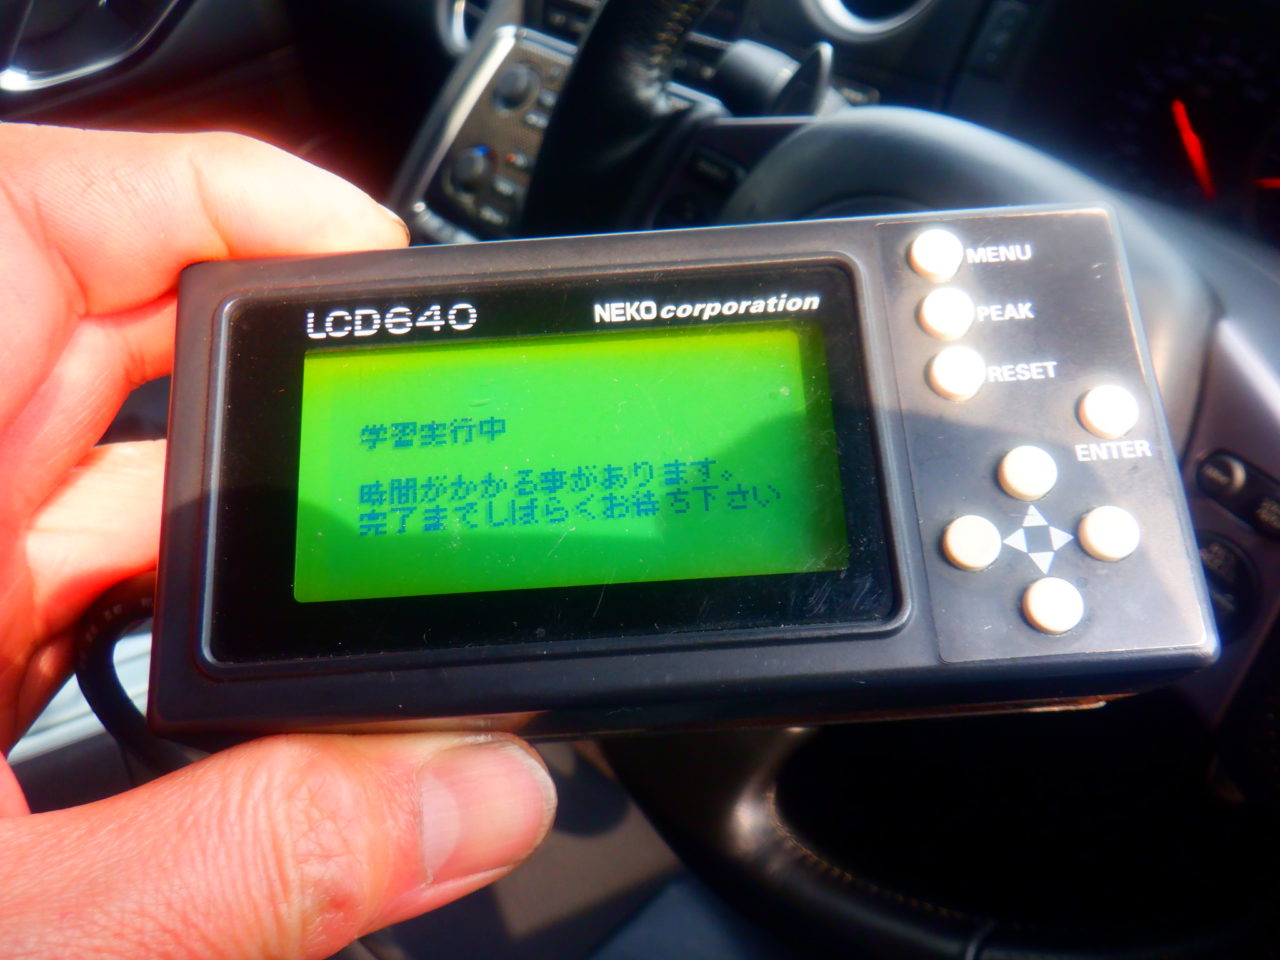 LCD640
NEKO corporation
学習実行中
時間がかかる事があります。
完了までしばらくお待ち下さい
MENU
PEAK
RESET
ENTER